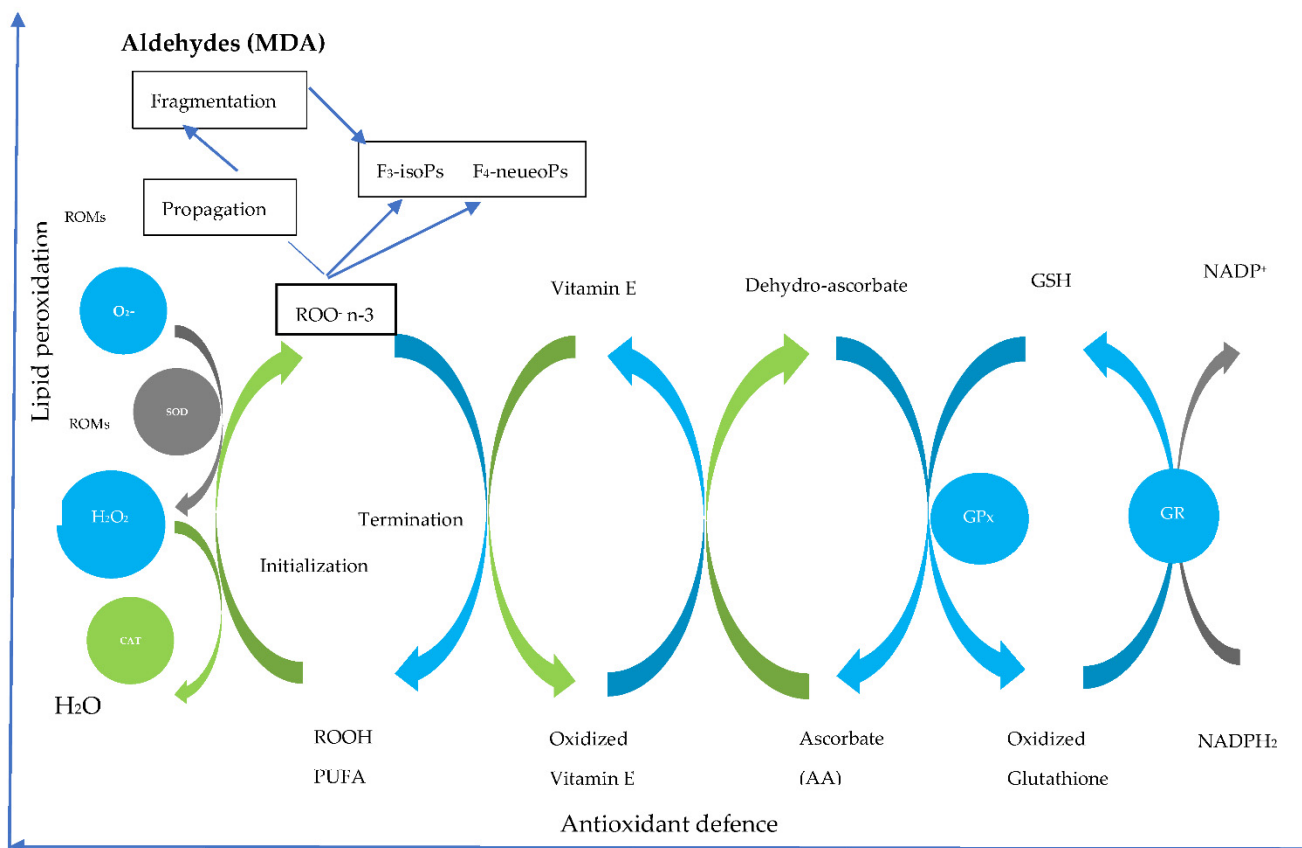 Aldehydes (MDA)
Fragmentation
F₃-isoPs F₄-neueoPs
Propagation
ROMs
Lipid peroxidation
O₂-
ROO- n-3
Vitamin E
Dehydro-ascorbate
GSH
NADP⁺
SOD
ROMs
H₂O₂
Termination
GPx
GR
Initialization
CAT
H₂O
ROOH
PUFA
Oxidized
Vitamin E
Ascorbate
(AA)
Oxidized
Glutathione
NADPH₂
Antioxidant defence